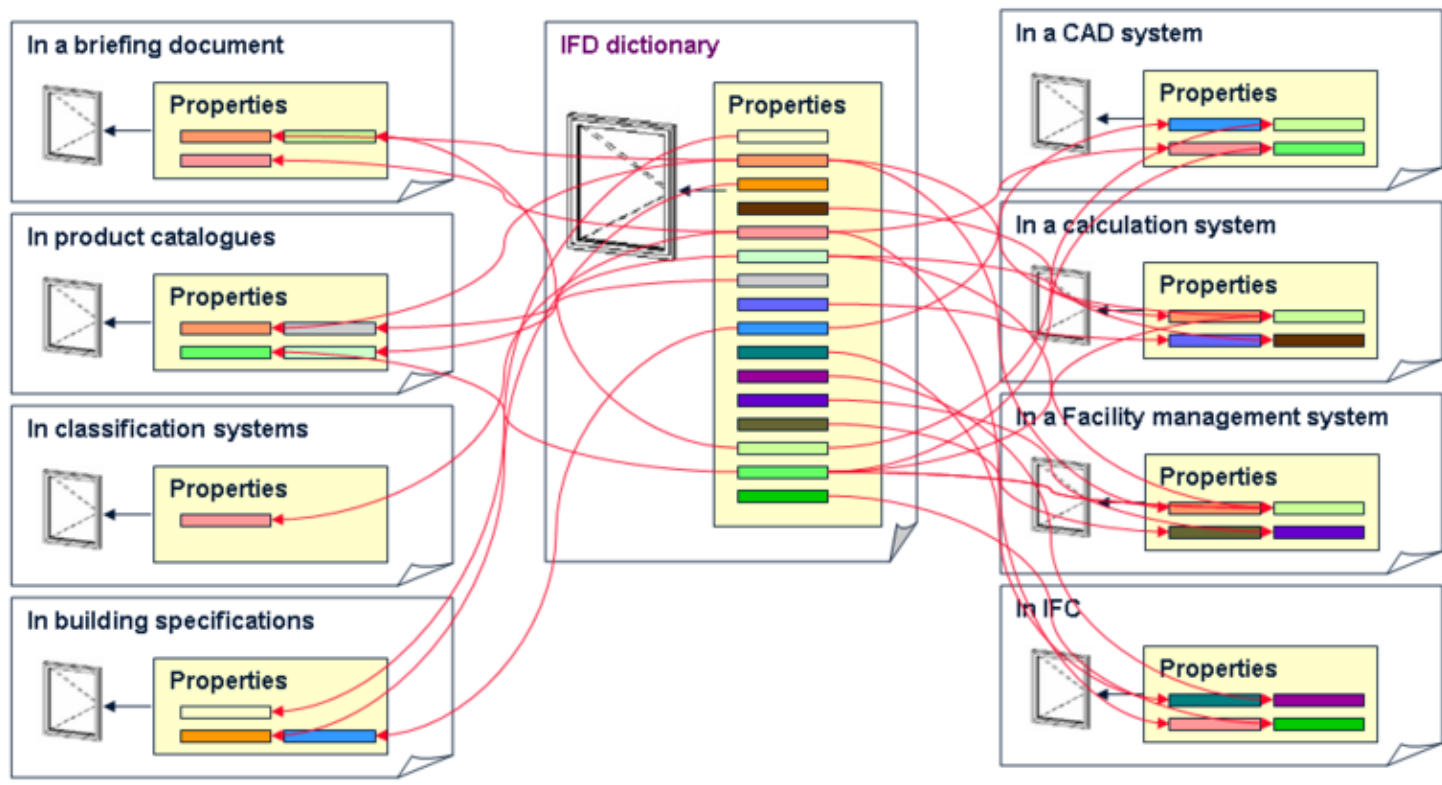 In a briefing document
Properties
In product catalogues
Properties
In classification systems
Properties
In building specifications
Properties
IFD dictionary
Properties
In a CAD system
Properties
In a calculation system
Properties
In a Facility management system
Properties
In IFC
Properties